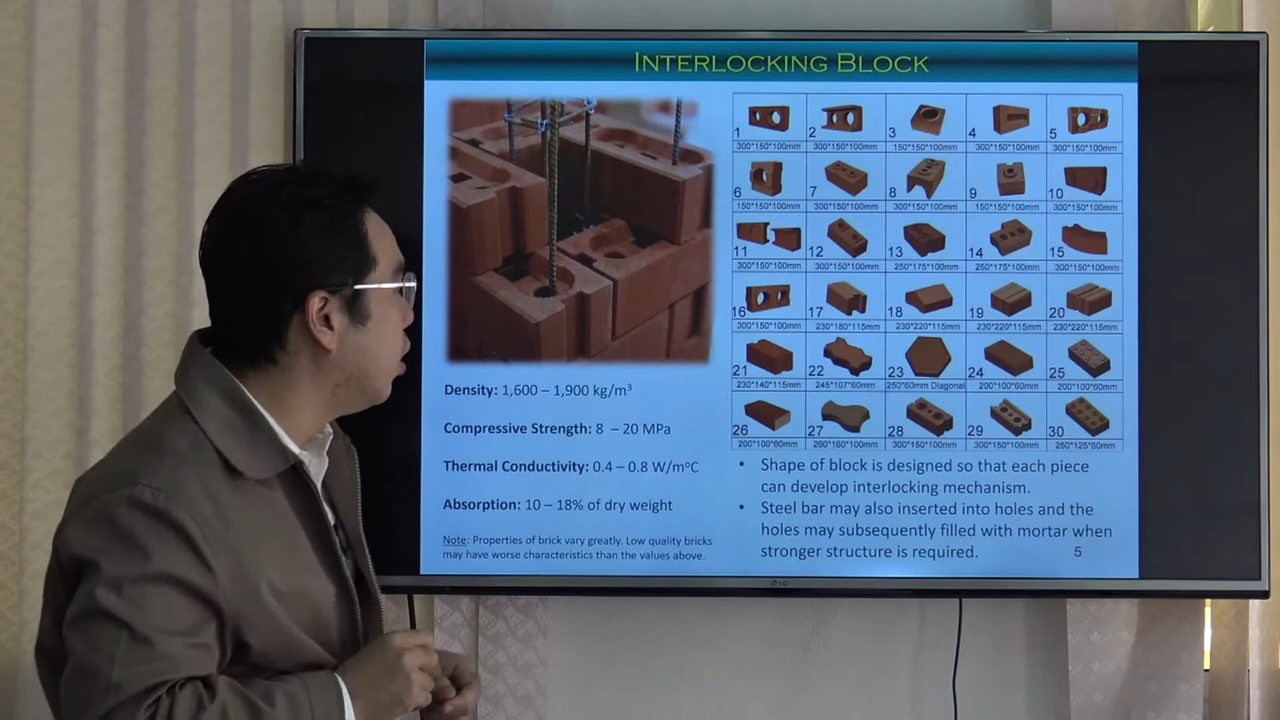 INTERLOCKING BLOCK
1 2 3 4 5
300*150*100mm 300*150*100mm 150*150*100mm 300*150*100mm 300*150*100mm
6 7 8 9 10
150*150*100mm 300*150*100mm 300*150*100mm 150*150*100mm 300*150*100mm
11 12 13 14 15
300*150*100mm 300*150*100mm 250*175*100mm 250*175*100mm 300*150*100mm
16 17 18 19 20
300*150*100mm 230*180*115mm 230*220*115mm 230*220*115mm 230*220*115mm
21 22 23 24 25
230*140*115mm 245*107*60mm 250*60mm Diagonal 200*100*60mm 200*100*60mm
26 27 28 29 30
200*100*60mm 260*160*100mm 300*150*100mm 300*150*100mm 250*125*60mm
Density: 1,600 – 1,900 kg/m³
Compressive Strength: 8 – 20 MPa
Thermal Conductivity: 0.4 – 0.8 W/mºC
Absorption: 10 – 18% of dry weight
Note: Properties of brick vary greatly. Low quality bricks
may have worse characteristics than the values above.
• Shape of block is designed so that each piece
can develop interlocking mechanism.
• Steel bar may also inserted into holes and the
holes may subsequently filled with mortar when
stronger structure is required.
5
LG